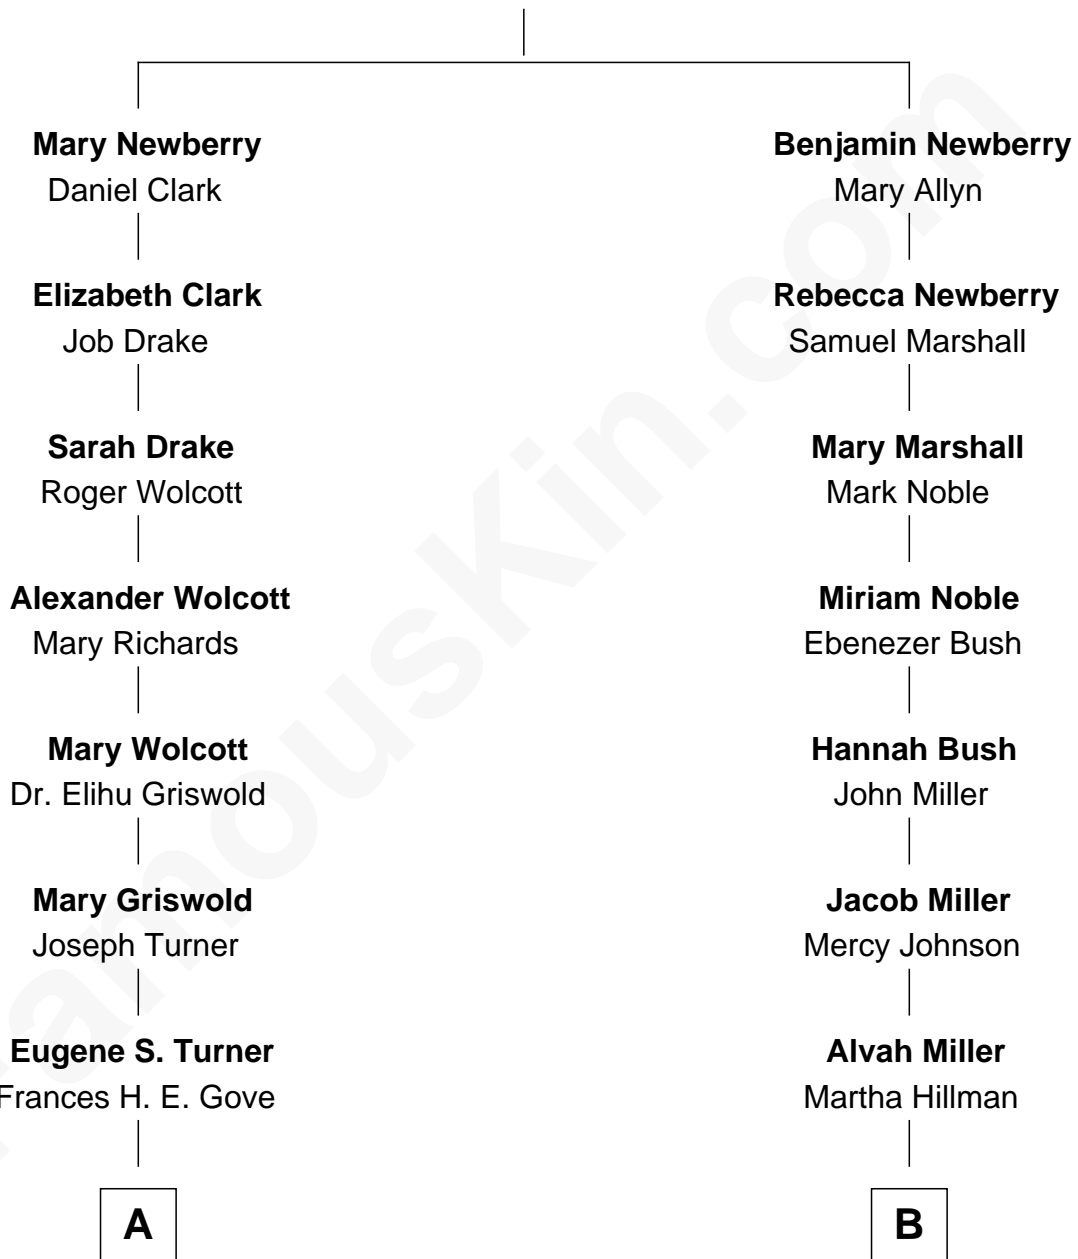 Mary Newberry
Daniel Clark
Benjamin Newberry
Mary Allyn
Elizabeth Clark
Job Drake
Rebecca Newberry
Samuel Marshall
Sarah Drake
Roger Wolcott
Mary Marshall
Mark Noble
Alexander Wolcott
Mary Richards
Miriam Noble
Ebenezer Bush
Mary Wolcott
Dr. Elihu Griswold
Hannah Bush
John Miller
Mary Griswold
Joseph Turner
Jacob Miller
Mercy Johnson
Eugene S. Turner
Frances H. E. Gove
Alvah Miller
Martha Hillman
A
B
FamousKin.com